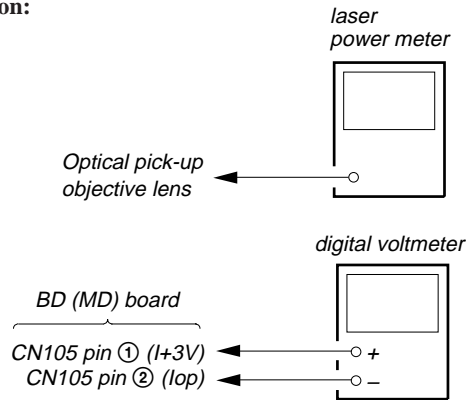 on:
laser
power meter
Optical pick-up
objective lens
digital voltmeter
BD (MD) board
CN105 pin ① (I+3V)
+
CN105 pin ② (Iop)
–